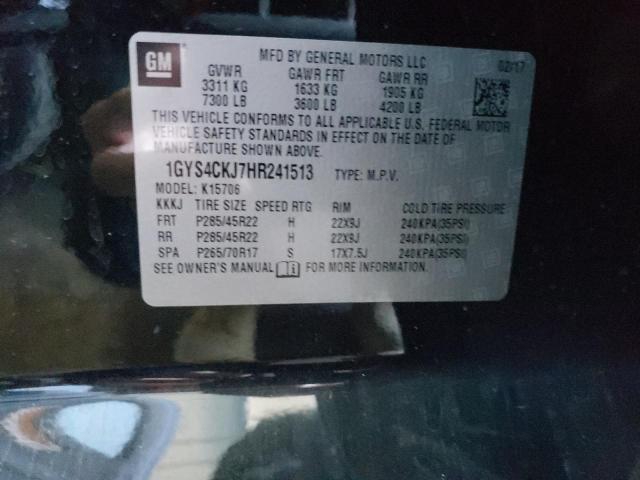 GM
MFD BY GENERAL MOTORS LLC 02/17
GVWR GAWR FRT GAWR RR
3311 KG 1633 KG 1905 KG
7300 LB 3600 LB 4200 LB
THIS VEHICLE CONFORMS TO ALL APPLICABLE U.S. FEDERAL MOTOR
VEHICLE SAFETY STANDARDS IN EFFECT ON THE DATE OF
MANUFACTURE SHOWN ABOVE.
1GYS4CKJ7HR241513 TYPE: M.P.V.
MODEL: K15706
KKKJ TIRE SIZE SPEED RTG RIM COLD TIRE PRESSURE
FRT P285/45R22 H 22X9J 240KPA(35PSI)
RR P285/45R22 H 22X9J 240KPA(35PSI)
SPA P265/70R17 S 17X7.5J 240KPA(35PSI)
SEE OWNER'S MANUAL FOR MORE INFORMATION.